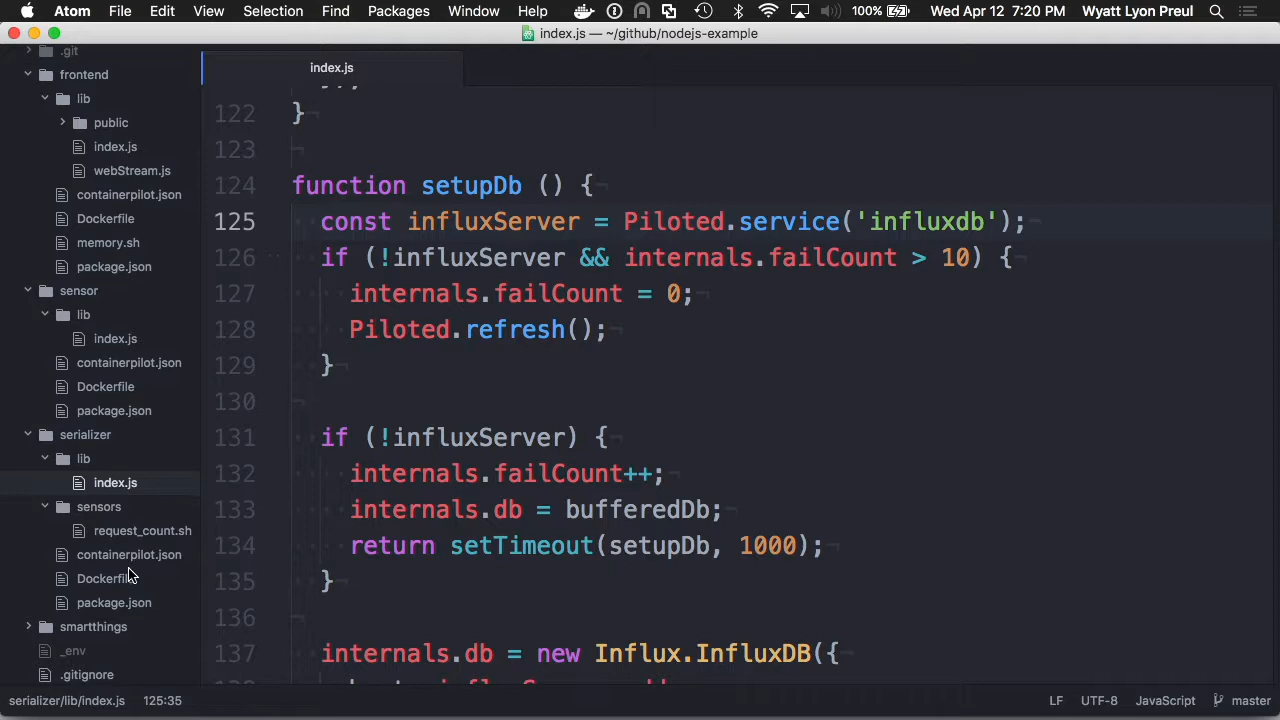 Atom File Edit View Selection Find Packages Window Help 100% Wed Apr 12 7:20 PM Wyatt Lyon Preul
index.js — ~/github/nodejs-example
.git
frontend
lib
public
index.js
webStream.js
containerpilot.json
Dockerfile
memory.sh
package.json
sensor
lib
index.js
containerpilot.json
Dockerfile
package.json
serializer
lib
index.js
sensors
request_count.sh
containerpilot.json
Dockerfile
package.json
smartthings
_env
.gitignore
index.js
122 }
123
124 function setupDb () {
125 const influxServer = Piloted.service('influxdb');
126 if (!influxServer && internals.failCount > 10) {
127 internals.failCount = 0;
128 Piloted.refresh();
129 }
130
131 if (!influxServer) {
132 internals.failCount++;
133 internals.db = bufferedDb;
134 return setTimeout(setupDb, 1000);
135 }
136
137 internals.db = new Influx.InfluxDB({
serializer/lib/index.js 125:35 LF UTF-8 JavaScript master